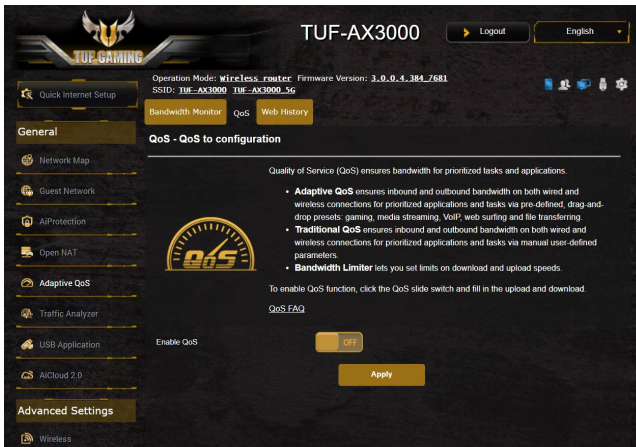 TUF GAMING
TUF-AX3000
Logout
English
Quick Internet Setup
Operation Mode: Wireless router Firmware Version: 3.0.0.4.384_7681
SSID: TUF-AX3000 TUF-AX3000_5G
Bandwidth Monitor QoS Web History
General
Network Map
Guest Network
AiProtection
Open NAT
Adaptive QoS
Traffic Analyzer
USB Application
AiCloud 2.0
Advanced Settings
Wireless
QoS - QoS to configuration
Quality of Service (QoS) ensures bandwidth for prioritized tasks and applications.
• Adaptive QoS ensures inbound and outbound bandwidth on both wired and
wireless connections for prioritized applications and tasks via pre-defined, drag-and-
drop presets: gaming, media streaming, VoIP, web surfing and file transferring.
• Traditional QoS ensures inbound and outbound bandwidth on both wired and
wireless connections for prioritized applications and tasks via manual user-defined
parameters.
• Bandwidth Limiter lets you set limits on download and upload speeds.
To enable QoS function, click the QoS slide switch and fill in the upload and download.
QoS FAQ
QoS
Enable QoS
OFF
Apply